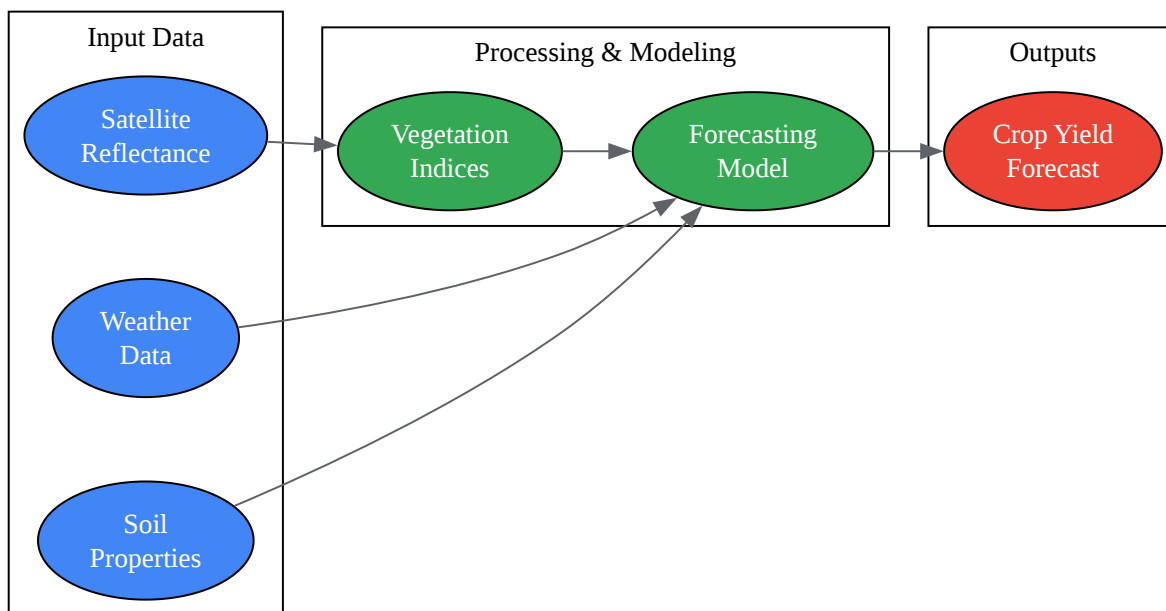 Input Data
Satellite
Reflectance
Weather
Data
Soil
Properties
Processing & Modeling
Vegetation
Indices
Forecasting
Model
Outputs
Crop Yield
Forecast